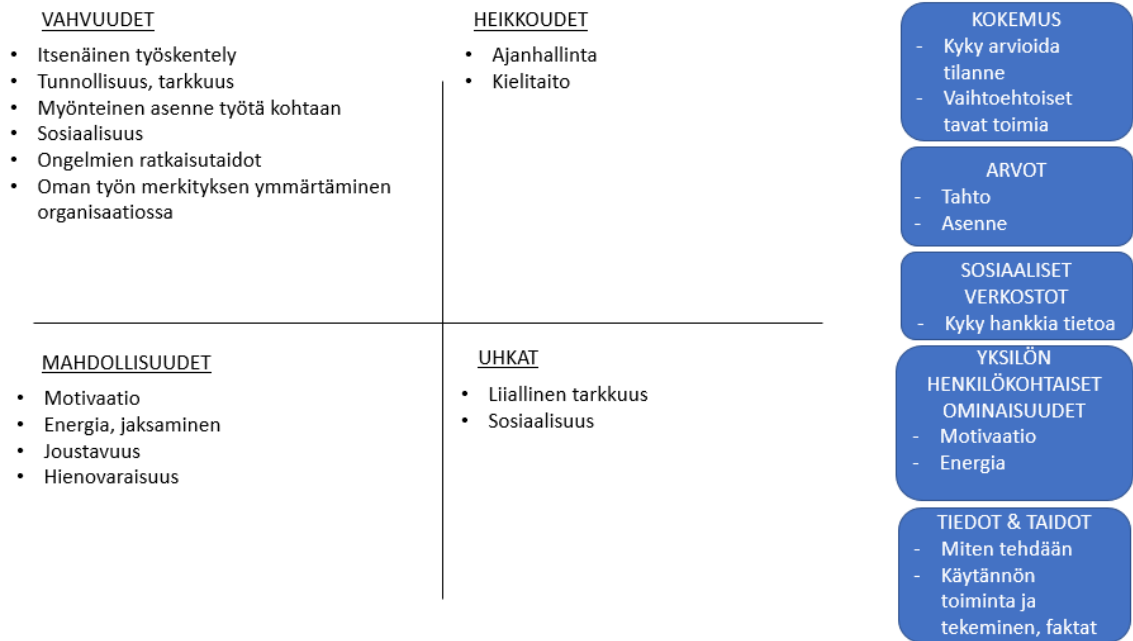 VAHVUUDET
• Itsenäinen työskentely
• Tunnollisuus, tarkkuus
• Myönteinen asenne työtä kohtaan
• Sosiaalisuus
• Ongelmien ratkaisutaidot
• Oman työn merkityksen ymmärtäminen
organisaatiossa
HEIKKOUDET
• Ajanhallinta
• Kielitaito
MAHDOLLISUUDET
• Motivaatio
• Energia, jaksaminen
• Joustavuus
• Hienovaraisuus
UHKAT
• Liiallinen tarkkuus
• Sosiaalisuus
KOKEMUS
- Kyky arvioida
tilanne
- Vaihtoehtoiset
tavat toimia
ARVOT
- Tahto
- Asenne
SOSIAALISET
VERKOSTOT
- Kyky hankkia tietoa
YKSILÖN
HENKILÖKOHTAISET
OMINAISUUDET
- Motivaatio
- Energia
TIEDOT & TAIDOT
- Miten tehdään
- Käytännön
toiminta ja
tekeminen, faktat